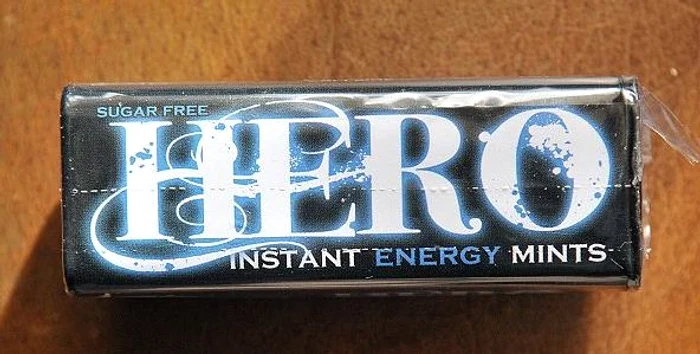 SUGAR FREE
HERO
INSTANT ENERGY MINTS